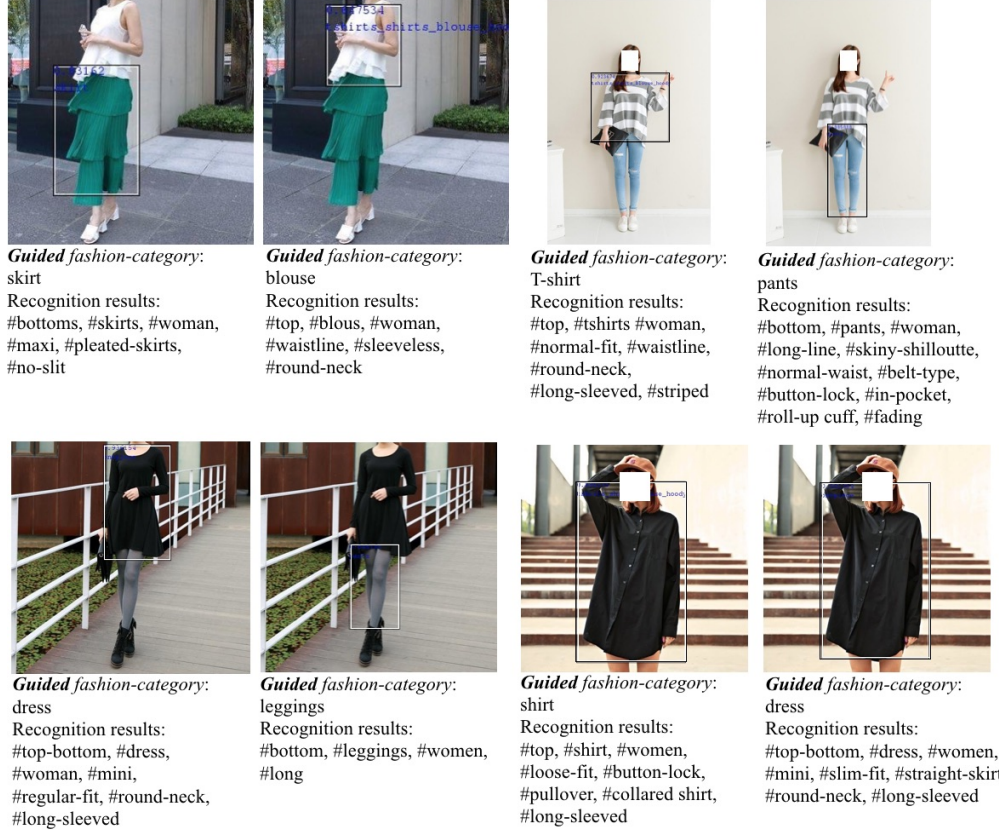 Guided fashion-category:
skirt
Recognition results:
#bottoms, #skirts, #woman,
#maxi, #pleated-skirts,
#no-slit
Guided fashion-category:
blouse
Recognition results:
#top, #blous, #woman,
#waistline, #sleeveless,
#round-neck
Guided fashion-category:
T-shirt
Recognition results:
#top, #tshirts #woman,
#normal-fit, #waistline,
#round-neck,
#long-sleeved, #striped
Guided fashion-category:
pants
Recognition results:
#bottom, #pants, #woman,
#long-line, #skiny-shilloutte,
#normal-waist, #belt-type,
#button-lock, #in-pocket,
#roll-up cuff, #fading
Guided fashion-category:
dress
Recognition results:
#top-bottom, #dress,
#woman, #mini,
#regular-fit, #round-neck,
#long-sleeved
Guided fashion-category:
leggings
Recognition results:
#bottom, #leggings, #women,
#long
Guided fashion-category:
shirt
Recognition results:
#top, #shirt, #women,
#loose-fit, #button-lock,
#pullover, #collared shirt,
#long-sleeved
Guided fashion-category:
dress
Recognition results:
#top-bottom, #dress, #women,
#mini, #slim-fit, #straight-skirt
#round-neck, #long-sleeved